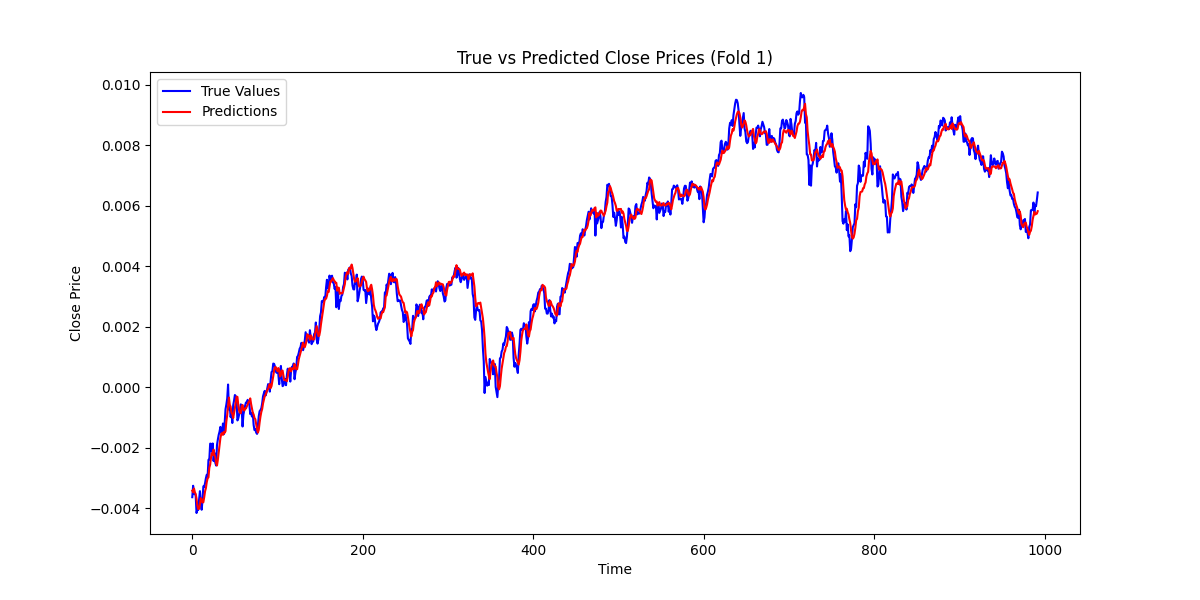 True vs Predicted Close Prices (Fold 1)
True Values
Predictions
Close Price
0.010
0.008
0.006
0.004
0.002
0.000
−0.002
−0.004
0 200 400 600 800 1000
Time